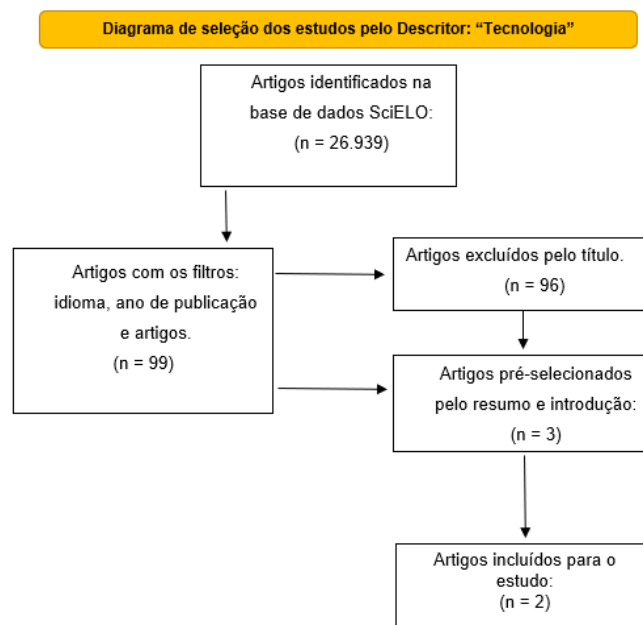 Diagrama de seleção dos estudos pelo Descritor: “Tecnologia”
Artigos identificados na
base de dados SciELO:
(n = 26.939)
Artigos com os filtros:
idioma, ano de publicação
e artigos.
(n = 99)
Artigos excluídos pelo título.
(n = 96)
Artigos pré-selecionados
pelo resumo e introdução:
(n = 3)
Artigos incluídos para o
estudo:
(n = 2)